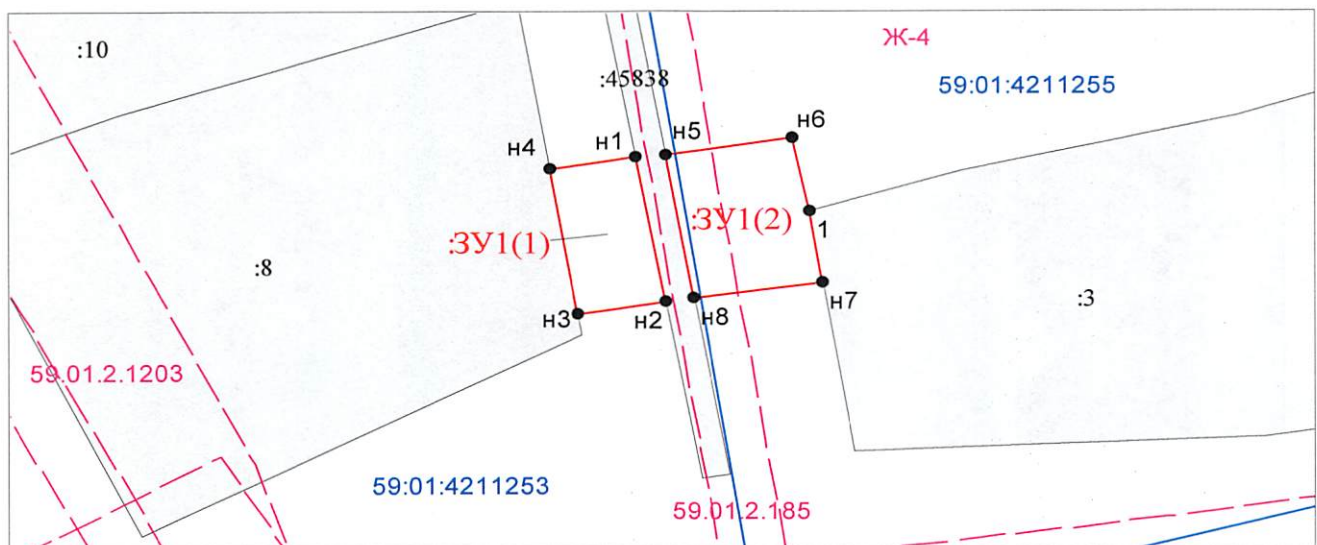 :10
Ж-4
:45838
59:01:4211255
н6
н1
н5
н4
:ЗУ1(2)
1
:ЗУ1(1)
:8
н7
:3
н3
н2
н8
59.01.2.1203
59:01:4211253
59.01.2.185